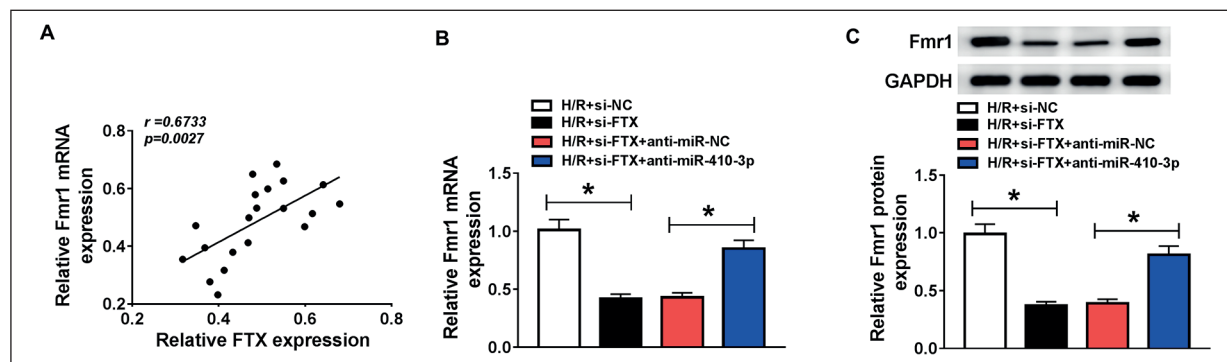 A
r =0.6733
p=0.0027
Relative Fmr1 mRNA
expression
0.8
0.6
0.4
0.2
0.2
0.4
0.6
0.8
Relative FTX expression
B
H/R+si-NC
H/R+si-FTX
H/R+si-FTX+anti-miR-NC
H/R+si-FTX+anti-miR-410-3p
Relative Fmr1 mRNA
expression
1.5
1.0
0.5
0.0
*
*
C
Fmr1
GAPDH
H/R+si-NC
H/R+si-FTX
H/R+si-FTX+anti-miR-NC
H/R+si-FTX+anti-miR-410-3p
Relative Fmr1 protein
expression
1.5
1.0
0.5
0.0
*
*